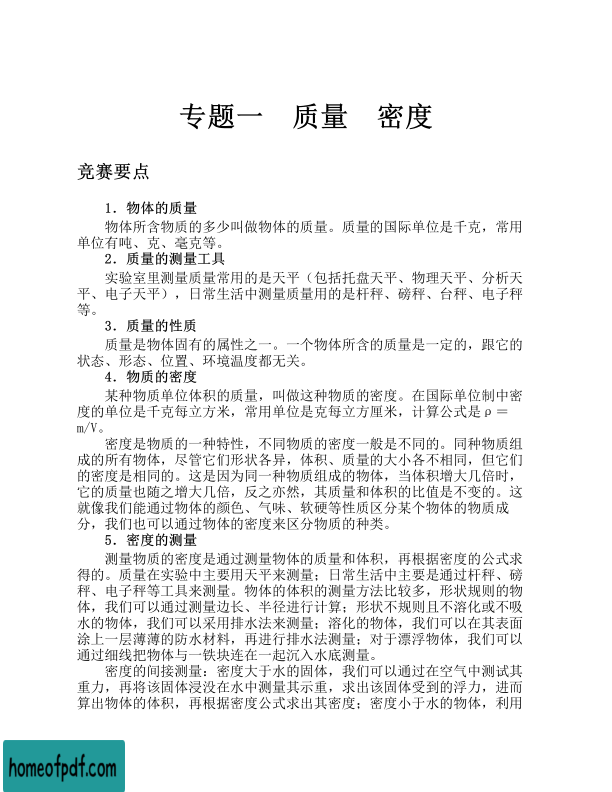 专题一 质量 密度
竞赛要点
1．物体的质量
物体所含物质的多少叫做物体的质量。质量的国际单位是千克，常用
单位有吨、克、毫克等。
2．质量的测量工具
实验室里测量质量常用的是天平（包括托盘天平、物理天平、分析天
平、电子天平），日常生活中测量质量用的是杆秤、磅秤、台秤、电子秤
等。
3．质量的性质
质量是物体固有的属性之一。一个物体所含的质量是一定的，跟它的
状态、形态、位置、环境温度都无关。
4．物质的密度
某种物质单位体积的质量，叫做这种物质的密度。在国际单位制中密
度的单位是千克每立方米，常用单位是克每立方厘米，计算公式是ρ＝
m/V。
密度是物质的一种特性，不同物质的密度一般是不同的。同种物质组
成的所有物体，尽管它们形状各异，体积、质量的大小各不相同，但它们
的密度是相同的。这是因为同一种物质组成的物体，当体积增大几倍时，
它的质量也随之增大几倍，反之亦然，其质量和体积的比值是不变的。这
就像我们能通过物体的颜色、气味、软硬等性质区分某个物体的物质成
分，我们也可以通过物体的密度来区分物质的种类。
5．密度的测量
测量物质的密度是通过测量物体的质量和体积，再根据密度的公式求
得的。质量在实验中主要用天平来测量；日常生活中主要是通过杆秤、磅
秤、电子秤等工具来测量。物体的体积的测量方法比较多，形状规则的物
体，我们可以通过测量边长、半径进行计算；形状不规则且不溶化或不吸
水的物体，我们可以采用排水法来测量；溶化的物体，我们可以在其表面
涂上一层薄薄的防水材料，再进行排水法测量；对于漂浮物体，我们可以
通过细线把物体与一铁块连在一起沉入水底测量。
密度的间接测量：密度大于水的固体，我们可以通过在空气中测试其
重力，再将该固体浸没在水中测量其示重，求出该固体受到的浮力，进而
算出物体的体积，再根据密度公式求出其密度；密度小于水的物体，利用
homeofpdf.com